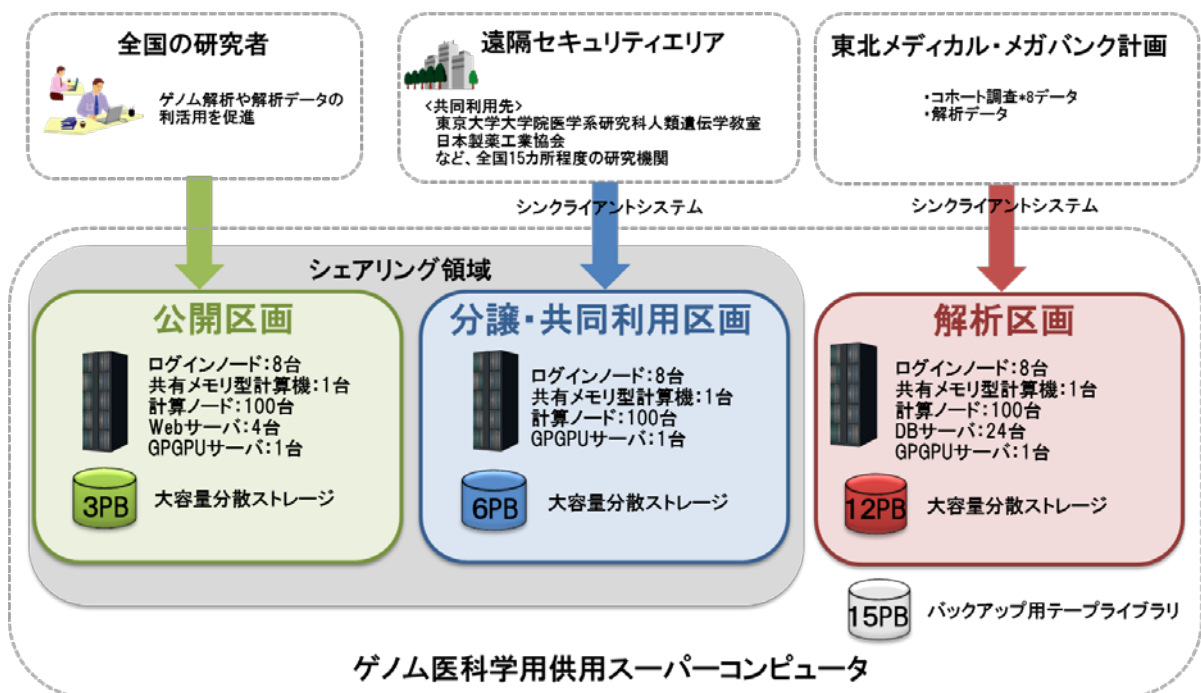 全国の研究者
ゲノム解析や解析データの
利活用を促進
遠隔セキュリティエリア
<共同利用先>
東京大学大学院医学系研究科人類遺伝学教室
日本製薬工業協会
など、全国15カ所程度の研究機関
東北メディカル・メガバンク計画
・コホート調査*8データ
・解析データ
シンクライアントシステム
シンクライアントシステム
シェアリング領域
公開区画
ログインノード：8台
共有メモリ型計算機：1台
計算ノード：100台
Webサーバ：4台
GPGPUサーバ：1台
3PB
大容量分散ストレージ
分譲・共同利用区画
ログインノード：8台
共有メモリ型計算機：1台
計算ノード：100台
GPGPUサーバ：1台
6PB
大容量分散ストレージ
解析区画
ログインノード：8台
共有メモリ型計算機：1台
計算ノード：100台
DBサーバ：24台
GPGPUサーバ：1台
12PB
大容量分散ストレージ
15PB
バックアップ用テープライブラリ
ゲノム医科学用供用スーパーコンピュータ